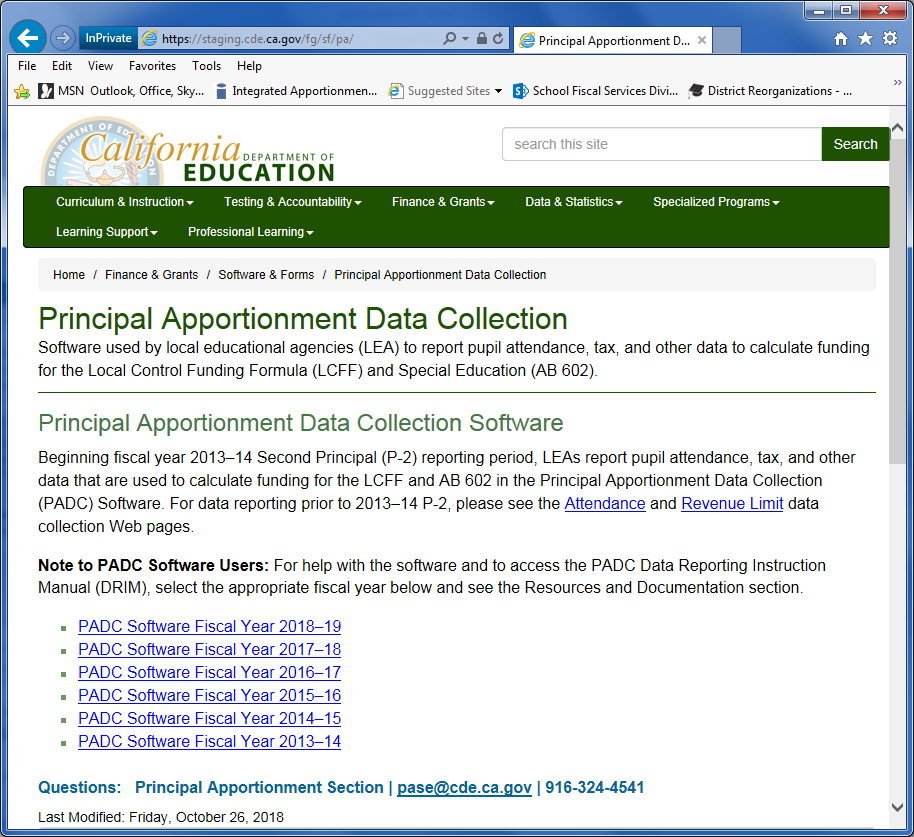 InPrivate https://staging.cde.ca.gov/fg/sf/pa/ Principal Apportionment D...
File Edit View Favorites Tools Help
MSN Outlook, Office, Sky... Integrated Apportionmen... Suggested Sites School Fiscal Services Divi... District Reorganizations - ... »
DEPARTMENT OF ED
California DEPARTMENT OF
EDUCATION
search this site Search
Curriculum & Instruction Testing & Accountability Finance & Grants Data & Statistics Specialized Programs
Learning Support Professional Learning
Home / Finance & Grants / Software & Forms / Principal Apportionment Data Collection
Principal Apportionment Data Collection
Software used by local educational agencies (LEA) to report pupil attendance, tax, and other data to calculate funding
for the Local Control Funding Formula (LCFF) and Special Education (AB 602).
Principal Apportionment Data Collection Software
Beginning fiscal year 2013–14 Second Principal (P-2) reporting period, LEAs report pupil attendance, tax, and other
data that are used to calculate funding for the LCFF and AB 602 in the Principal Apportionment Data Collection
(PADC) Software. For data reporting prior to 2013–14 P-2, please see the Attendance and Revenue Limit data
collection Web pages.
Note to PADC Software Users: For help with the software and to access the PADC Data Reporting Instruction
Manual (DRIM), select the appropriate fiscal year below and see the Resources and Documentation section.
PADC Software Fiscal Year 2018–19
PADC Software Fiscal Year 2017–18
PADC Software Fiscal Year 2016–17
PADC Software Fiscal Year 2015–16
PADC Software Fiscal Year 2014–15
PADC Software Fiscal Year 2013–14
Questions: Principal Apportionment Section | pase@cde.ca.gov | 916-324-4541
Last Modified: Friday, October 26, 2018